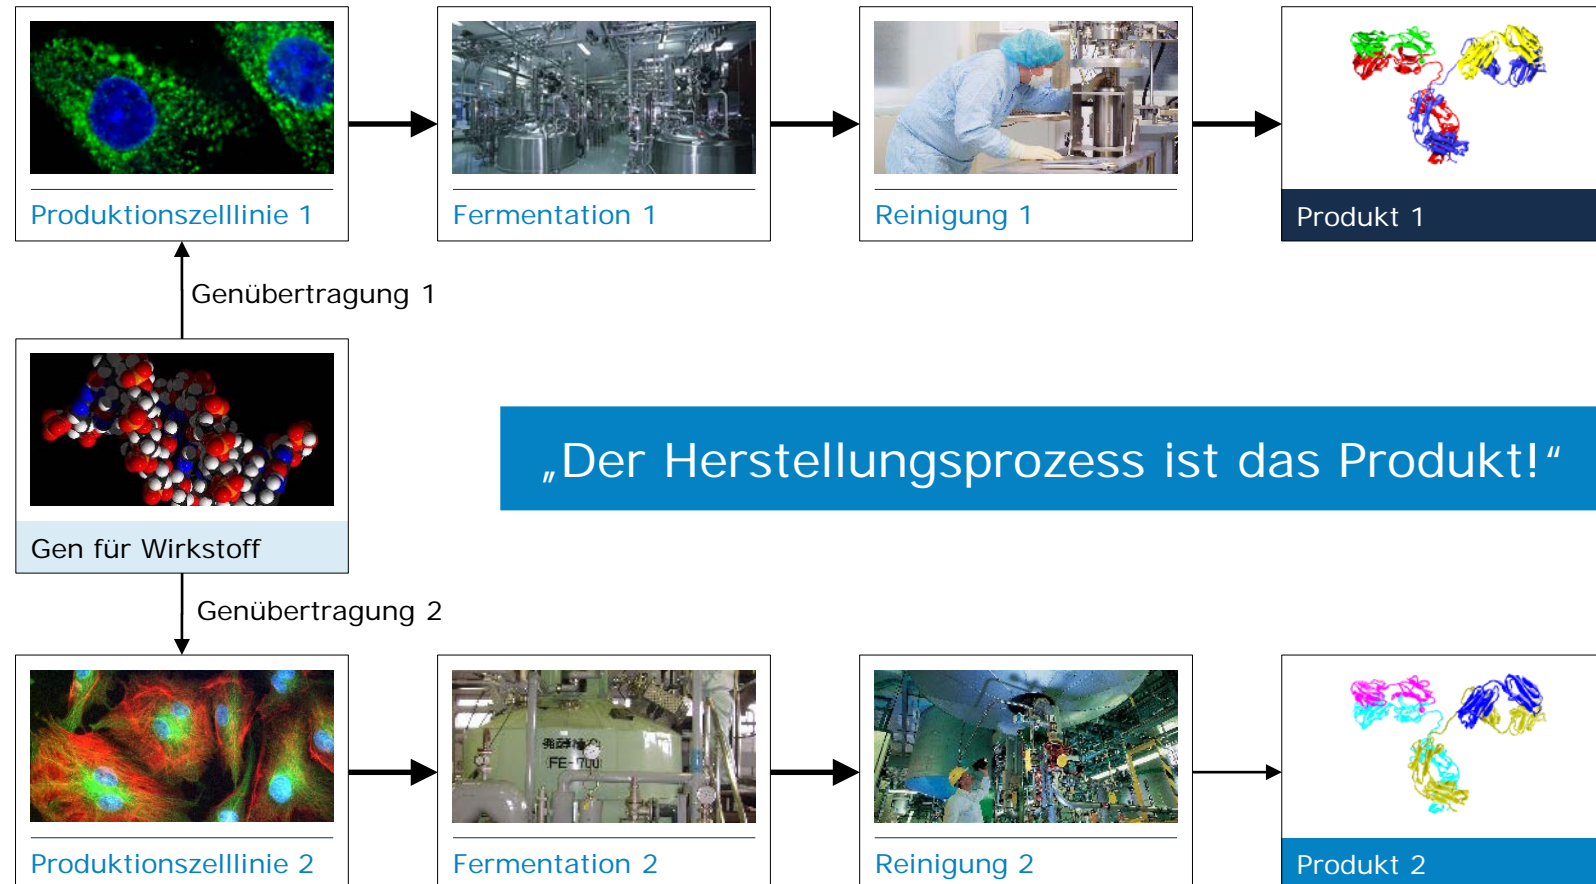 Produktionszelllinie 1
Fermentation 1
Reinigung 1
Produkt 1
Genübertragung 1
Gen für Wirkstoff
„Der Herstellungsprozess ist das Produkt!“
Genübertragung 2
Produktionszelllinie 2
Fermentation 2
Reinigung 2
Produkt 2